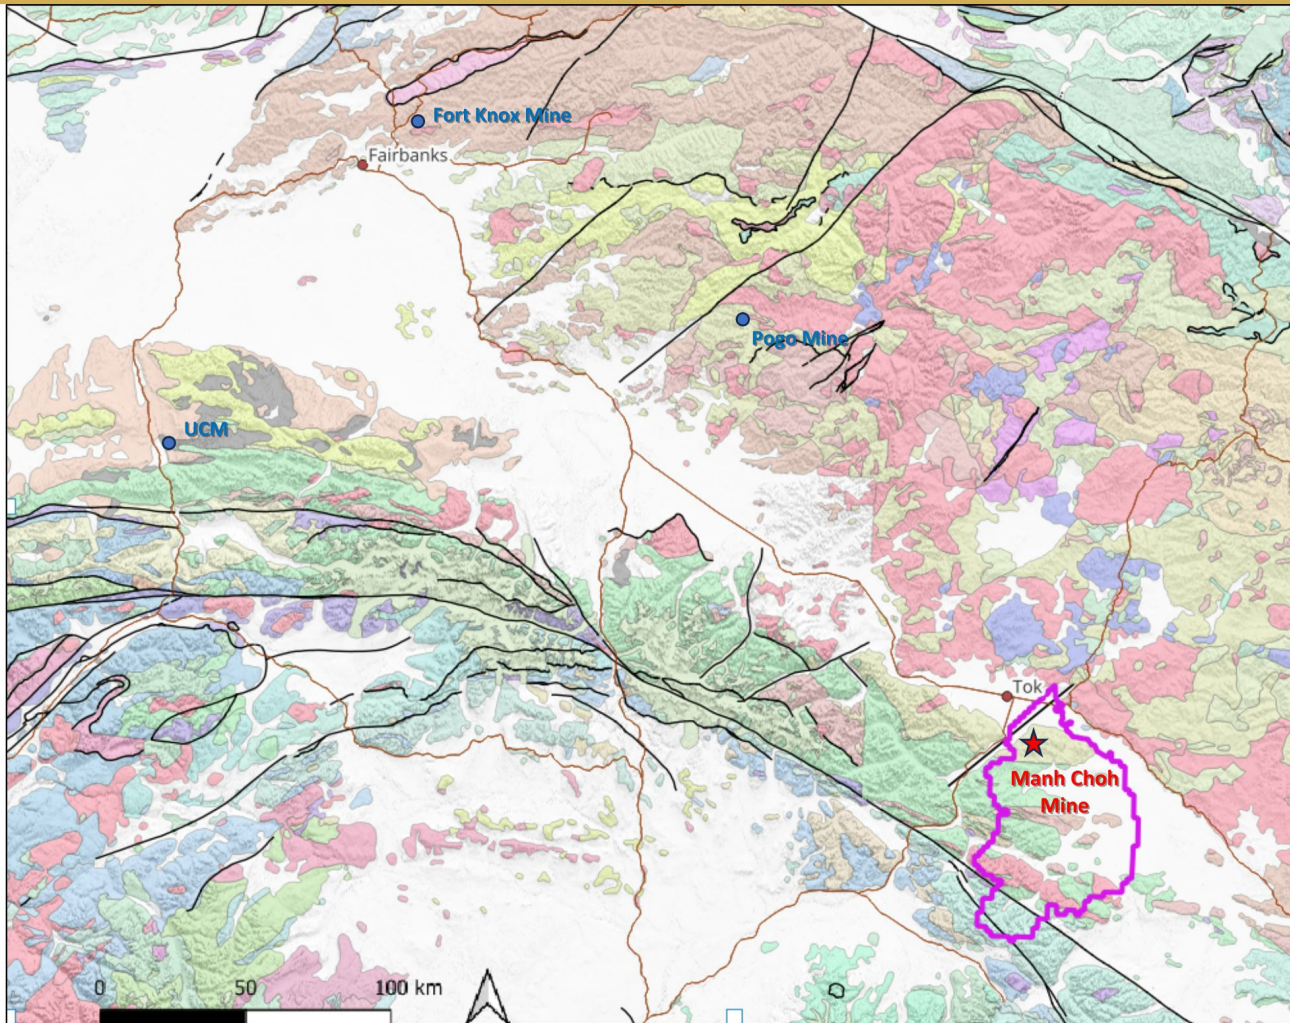 Fort Knox Mine
Fairbanks
Pogo Mine
UCM
Tok
Manh Choh
Mine
0 50 100 km